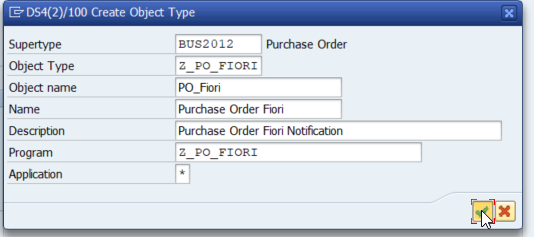 DS4(2)/100 Create Object Type
Supertype BUS2012 Purchase Order
Object Type Z_PO_FIORI
Object name PO_Fiori
Name Purchase Order Fiori
Description Purchase Order Fiori Notification
Program Z_PO_FIORI
Application *